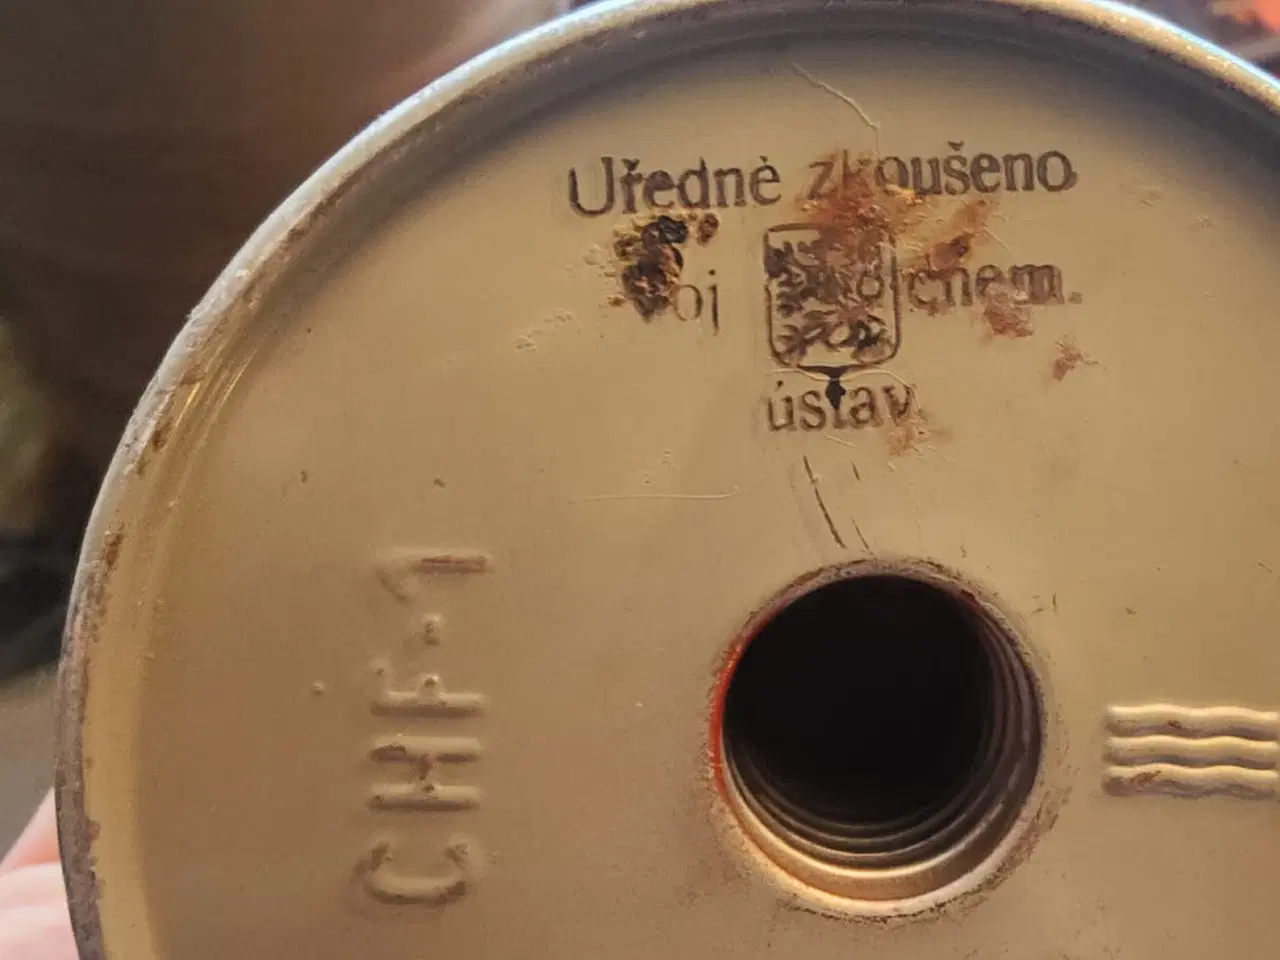 Uředně zkoušeno
chem.
ústav
CHF-1